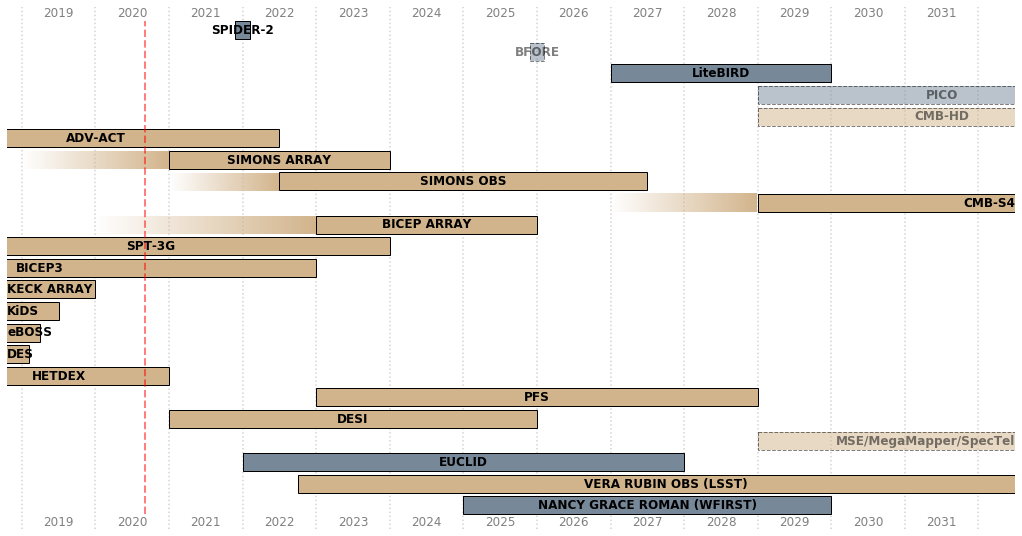 2019 2020 2021 2022 2023 2024 2025 2026 2027 2028 2029 2030 2031
SPIDER-2
BFORE
LiteBIRD
PICO
CMB-HD
ADV-ACT
SIMONS ARRAY
SIMONS OBS
CMB-S4
BICEP ARRAY
SPT-3G
BICEP3
KECK ARRAY
KiDS
eBOSS
DES
HETDEX
PFS
DESI
MSE/MegaMapper/SpecTel
EUCLID
VERA RUBIN OBS (LSST)
NANCY GRACE ROMAN (WFIRST)
2019 2020 2021 2022 2023 2024 2025 2026 2027 2028 2029 2030 2031